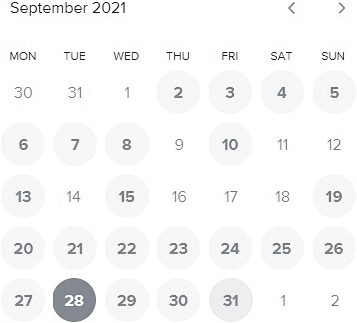 September 2021
MON TUE WED THU FRI SAT SUN
30 31 1 2 3 4 5
6 7 8 9 10 11 12
13 14 15 16 17 18 19
20 21 22 23 24 25 26
27 28 29 30 31 1 2